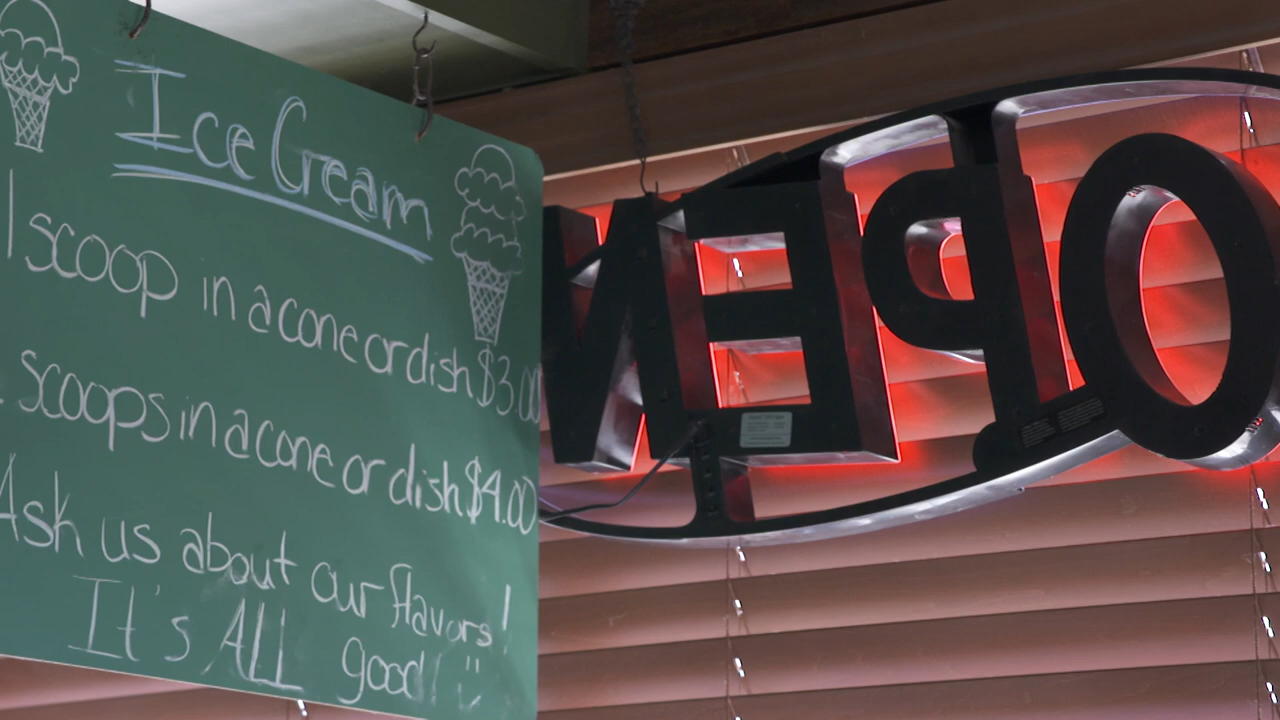 Ice Cream
1 scoop in a cone or dish $3.00
scoops in a cone or dish $4.00
Ask us about our flavors!
It's ALL good!
OPEN